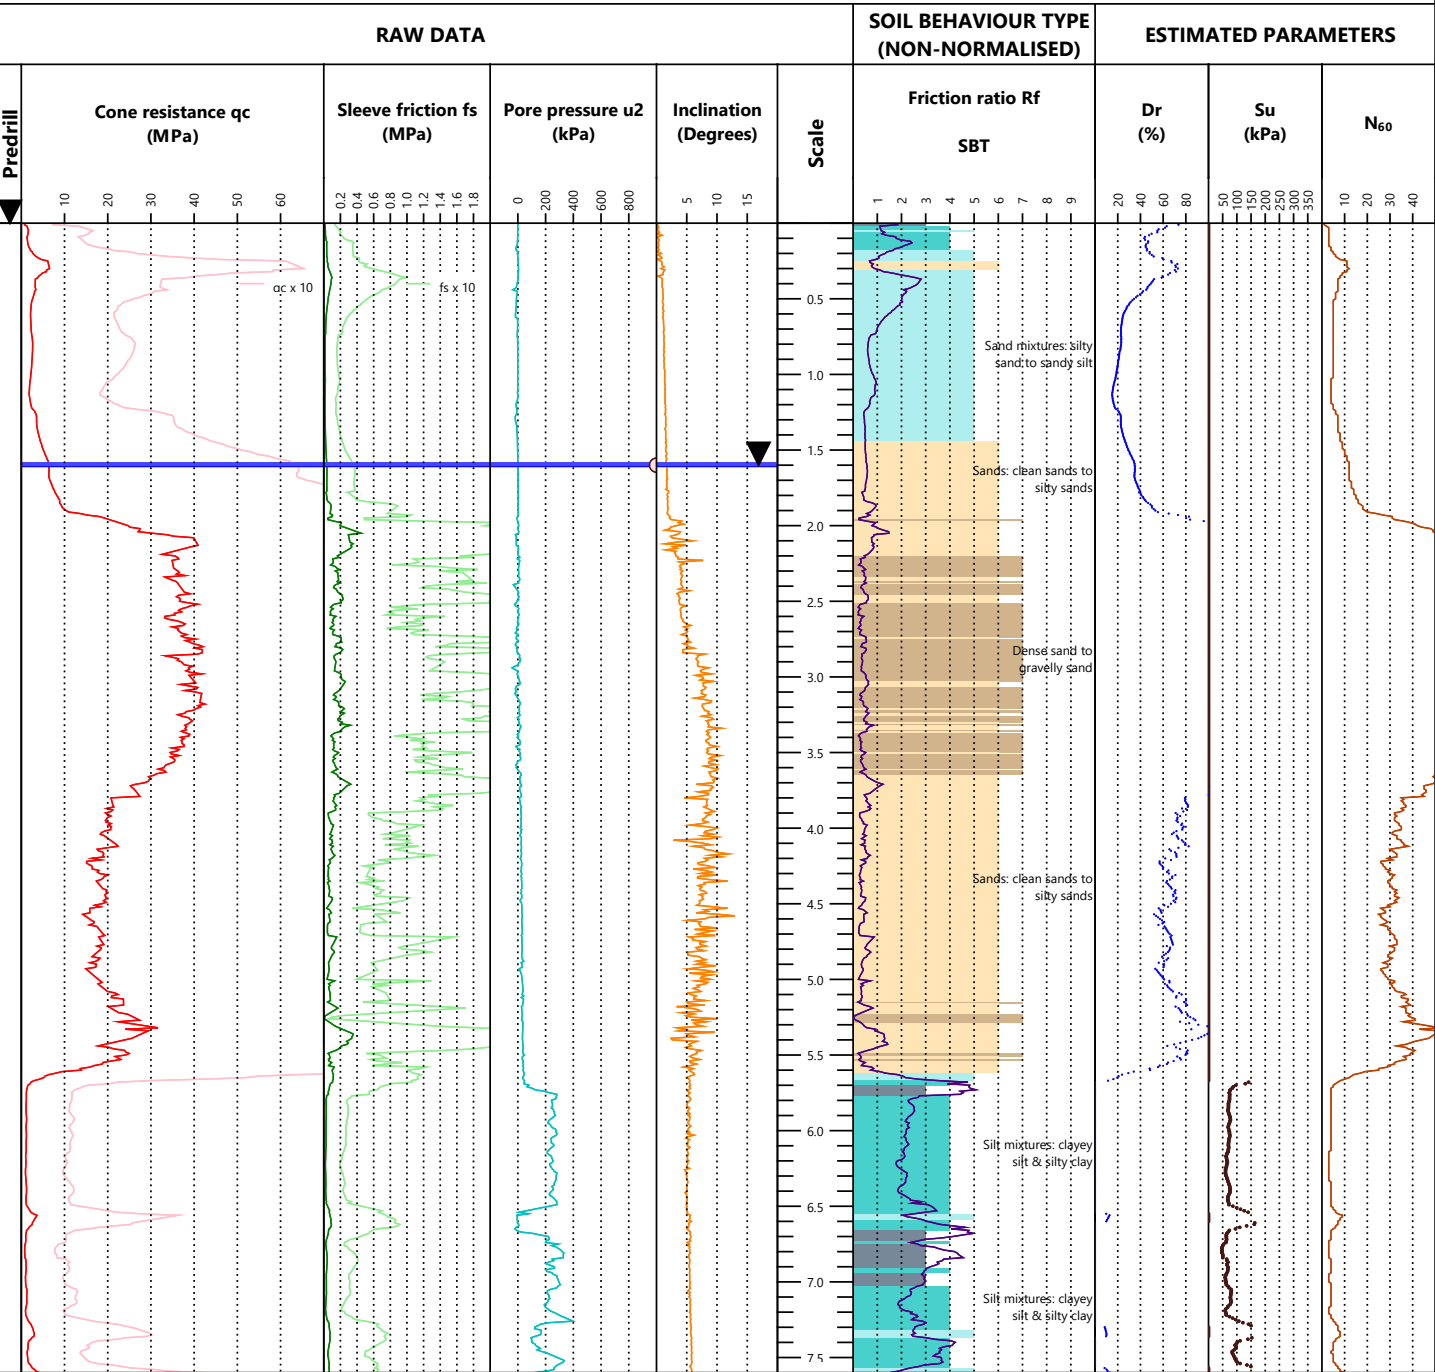 RAW DATA
SOIL BEHAVIOUR TYPE
(NON-NORMALISED)
ESTIMATED PARAMETERS
Predrill
Cone resistance qc
(MPa)
Sleeve friction fs
(MPa)
Pore pressure u2
(kPa)
Inclination
(Degrees)
Scale
Friction ratio Rf
SBT
Dr
(%)
Su
(kPa)
N₆₀
10 20 30 40 50 60
0.2 0.4 0.6 0.8 1.0 1.2 1.4 1.6 1.8
0 200 400 600 800
5 10 15
1 2 3 4 5 6 7 8 9
20 40 60 80
50 100 150 200 250 300 350
10 20 30 40
qc x 10
fs x 10
0.5
Sand mixtures: silty
sand to sandy silt
1.0
1.5
Sands: clean sands to
silty sands
2.0
2.5
Dense sand to
gravelly sand
3.0
3.5
4.0
Sands: clean sands to
silty sands
4.5
5.0
5.5
6.0
Silt mixtures: clayey
silt & silty clay
6.5
7.0
Silt mixtures: clayey
silt & silty clay
7.5